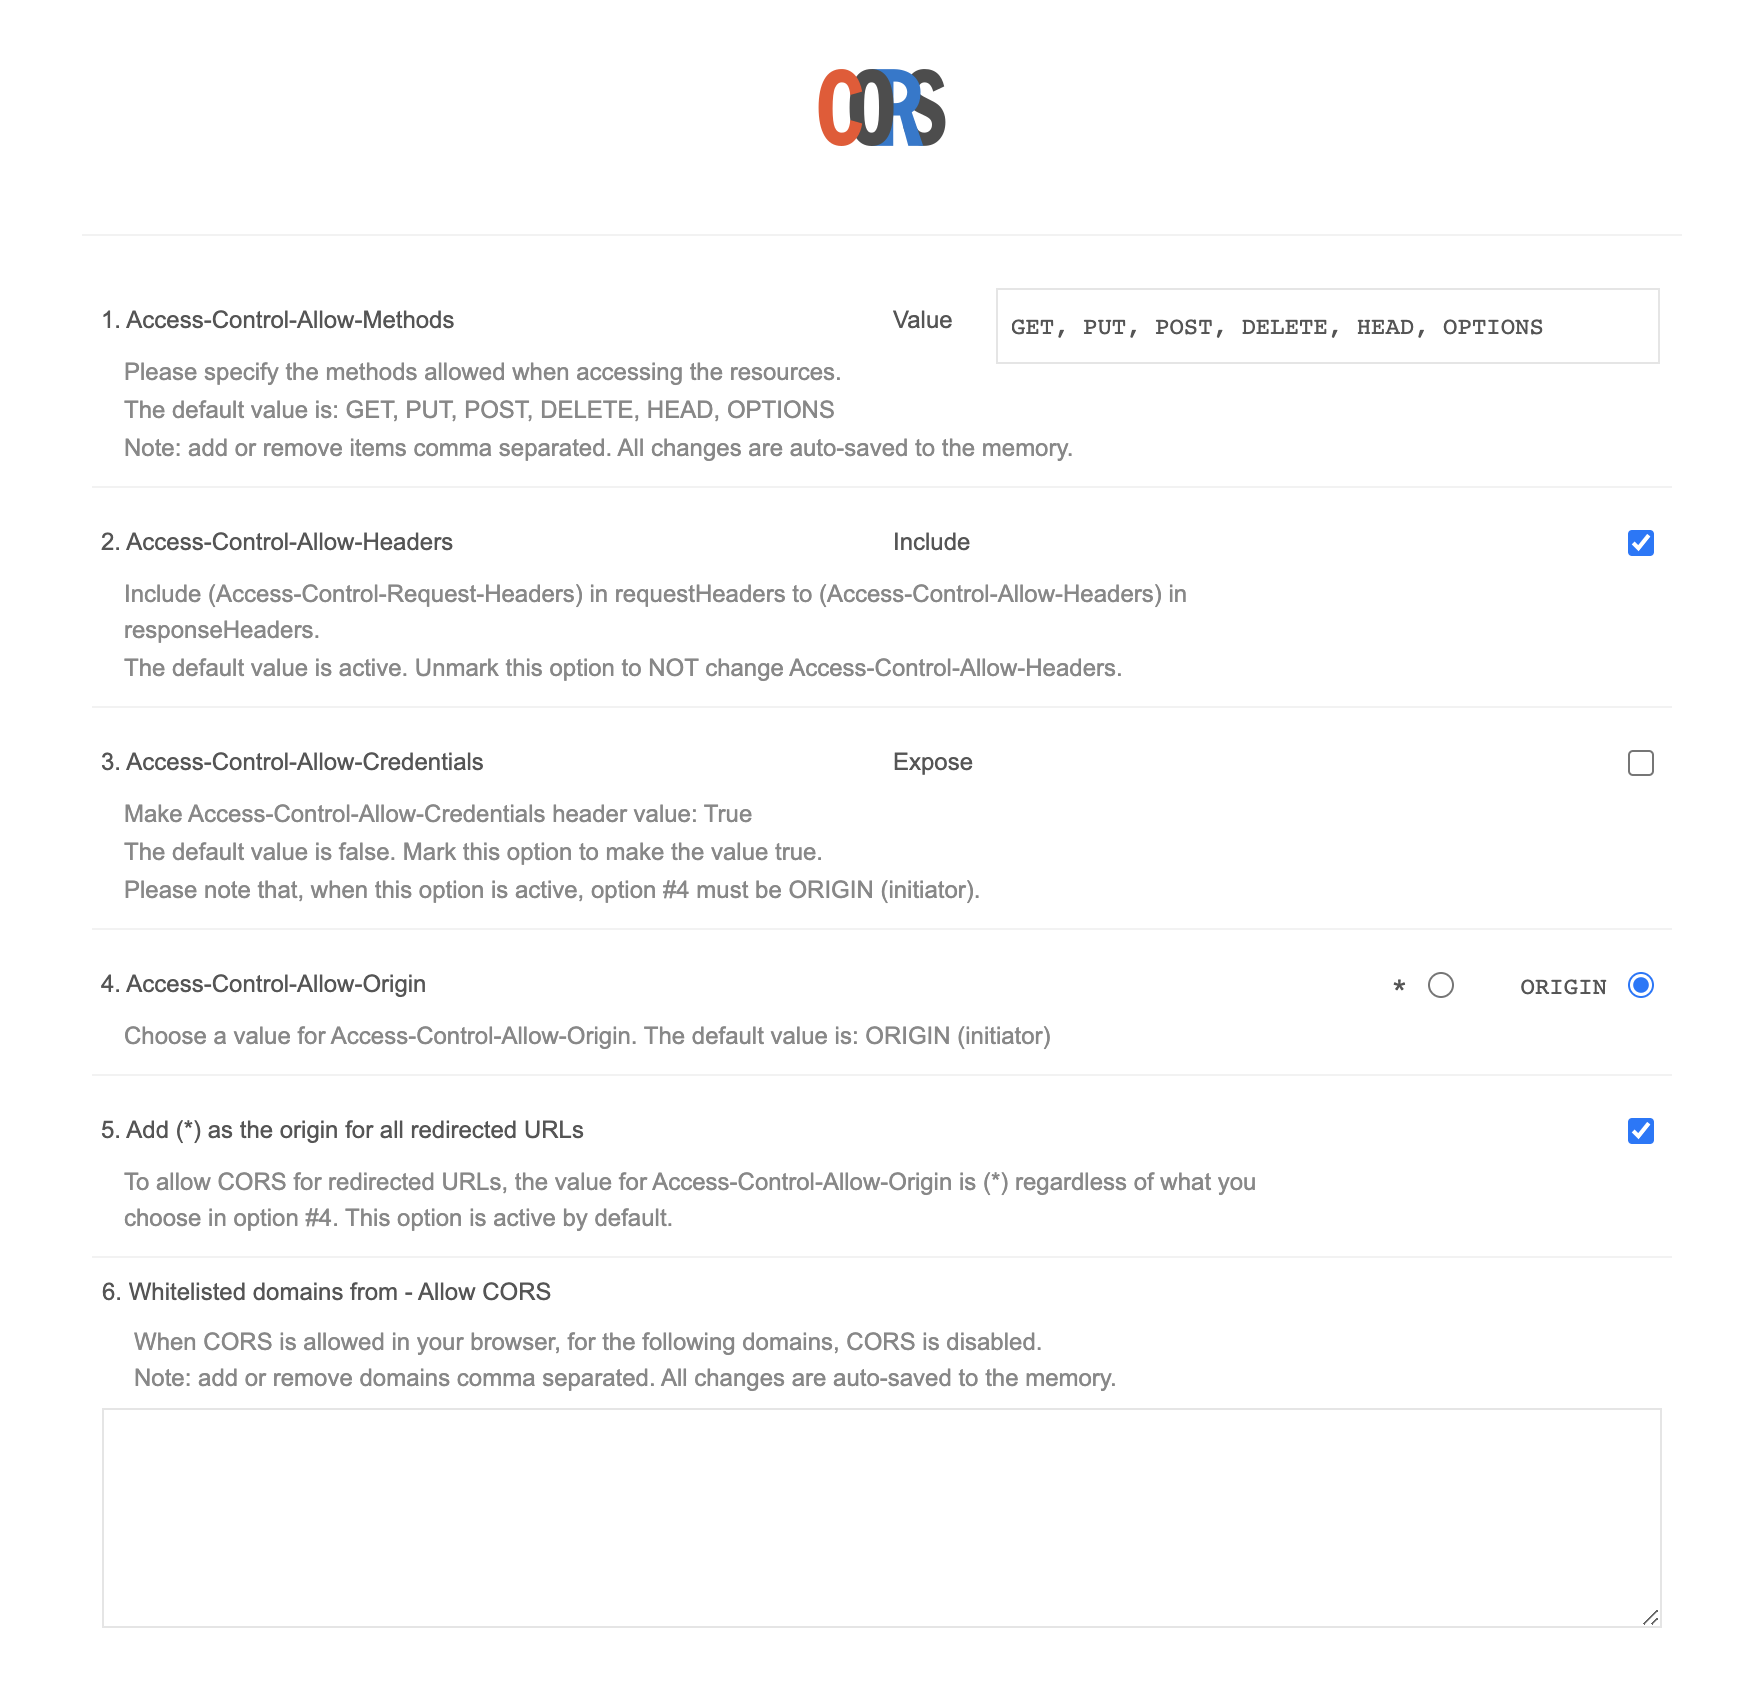 CORS
1. Access-Control-Allow-Methods
Value
GET, PUT, POST, DELETE, HEAD, OPTIONS
Please specify the methods allowed when accessing the resources.
The default value is: GET, PUT, POST, DELETE, HEAD, OPTIONS
Note: add or remove items comma separated. All changes are auto-saved to the memory.
2. Access-Control-Allow-Headers
Include
Include (Access-Control-Request-Headers) in requestHeaders to (Access-Control-Allow-Headers) in
responseHeaders.
The default value is active. Unmark this option to NOT change Access-Control-Allow-Headers.
3. Access-Control-Allow-Credentials
Expose
Make Access-Control-Allow-Credentials header value: True
The default value is false. Mark this option to make the value true.
Please note that, when this option is active, option #4 must be ORIGIN (initiator).
4. Access-Control-Allow-Origin
*
ORIGIN
Choose a value for Access-Control-Allow-Origin. The default value is: ORIGIN (initiator)
5. Add (*) as the origin for all redirected URLs
To allow CORS for redirected URLs, the value for Access-Control-Allow-Origin is (*) regardless of what you
choose in option #4. This option is active by default.
6. Whitelisted domains from - Allow CORS
When CORS is allowed in your browser, for the following domains, CORS is disabled.
Note: add or remove domains comma separated. All changes are auto-saved to the memory.